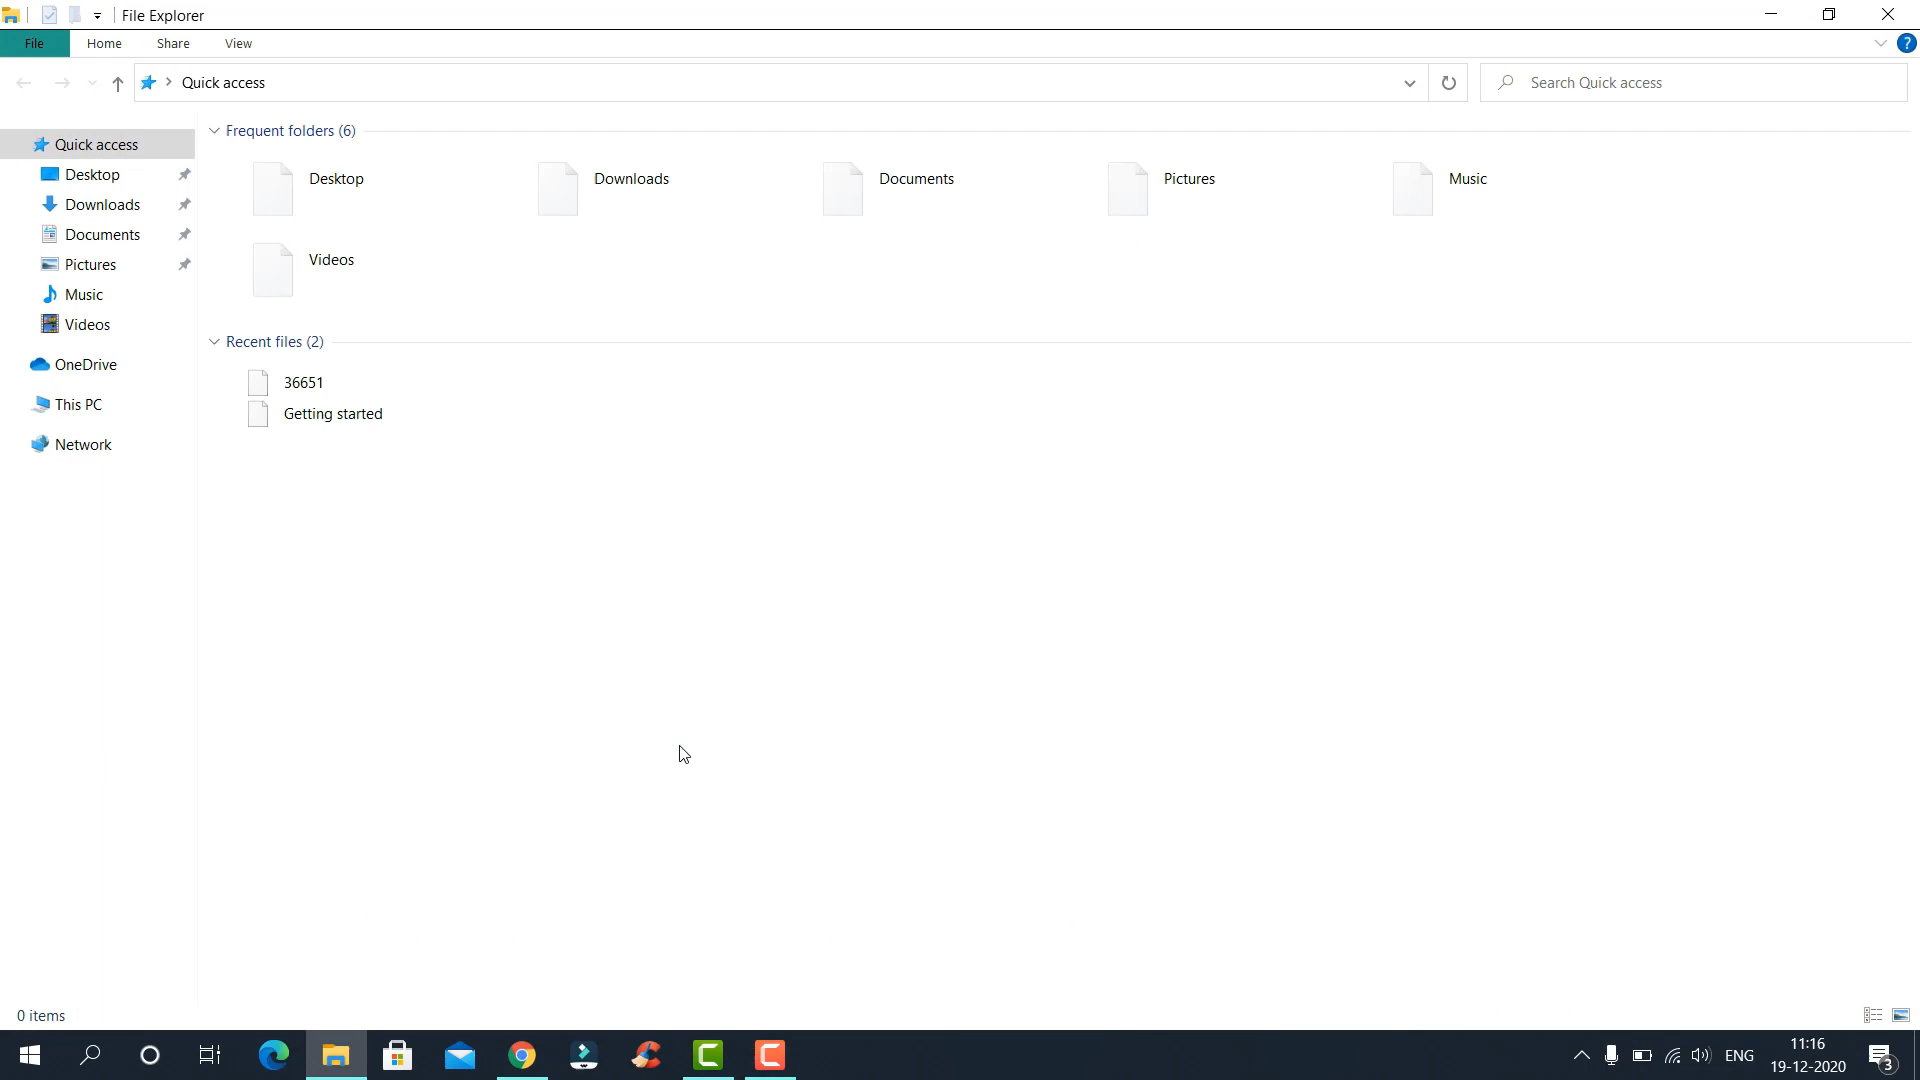 File Explorer
File Home Share View
?
Quick access
Search Quick access
Quick access
Desktop
Downloads
Documents
Pictures
Music
Videos
OneDrive
This PC
Network
Frequent folders (6)
Desktop Downloads Documents Pictures Music
Videos
Recent files (2)
36651
Getting started
0 items
ENG
11:16
19-12-2020
3